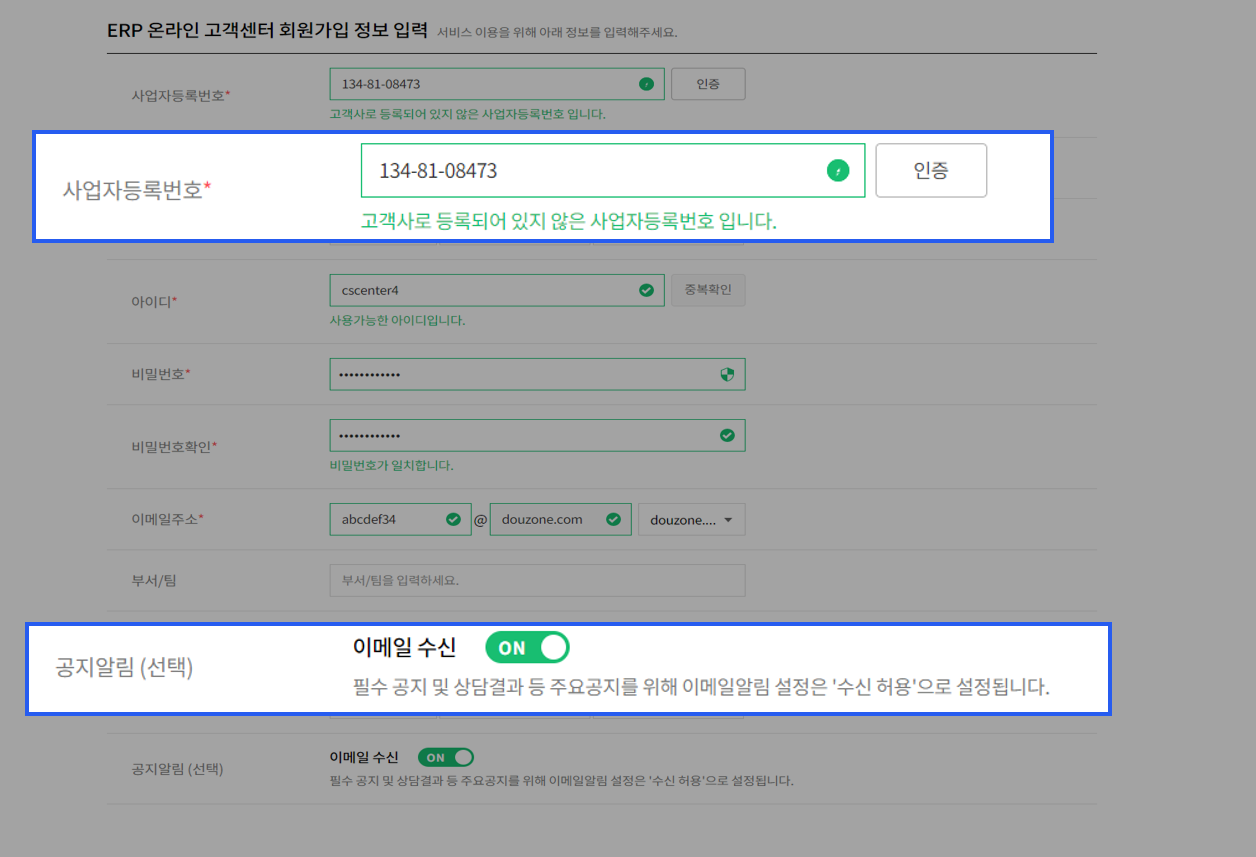 ERP 온라인 고객센터 회원가입 정보 입력 서비스 이용을 위해 아래 정보를 입력해주세요.
사업자등록번호* 134-81-08473 인증
고객사로 등록되어 있지 않은 사업자등록번호 입니다.
사업자등록번호* 134-81-08473 인증
고객사로 등록되어 있지 않은 사업자등록번호 입니다.
아이디* cscenter4 중복확인
사용가능한 아이디입니다.
비밀번호* ••••••••••••
비밀번호확인* ••••••••••••
비밀번호가 일치합니다.
이메일주소* abcdef34 @ douzone.com douzone....
부서/팀 부서/팀을 입력하세요.
공지알림 (선택) 이메일 수신 ON
필수 공지 및 상담결과 등 주요공지를 위해 이메일알림 설정은 '수신 허용'으로 설정됩니다.
공지알림 (선택) 이메일 수신 ON
필수 공지 및 상담결과 등 주요공지를 위해 이메일알림 설정은 '수신 허용'으로 설정됩니다.